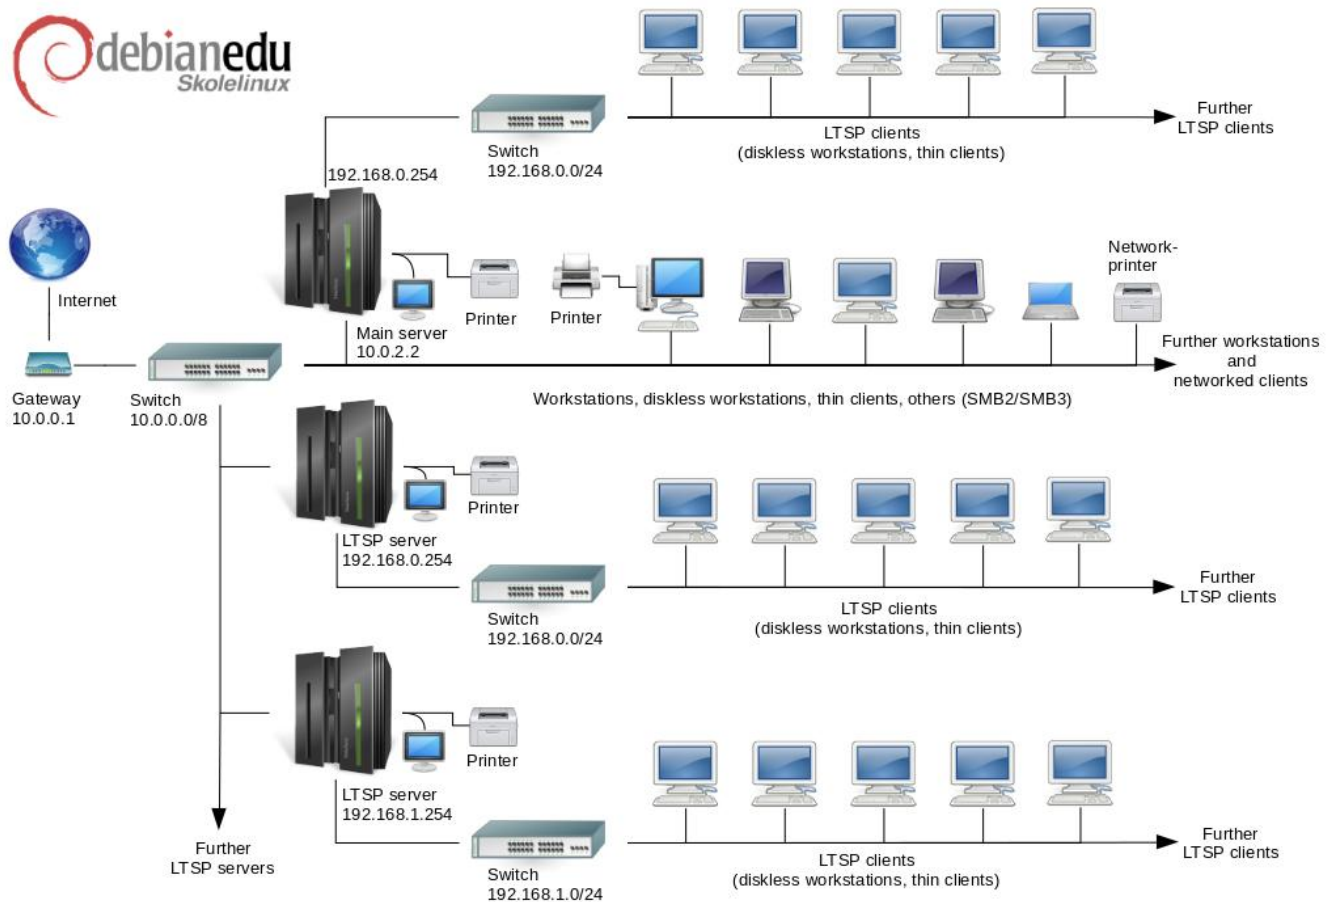 debianedu
Skolelinux
Switch
192.168.0.0/24
LTSP clients
(diskless workstations, thin clients)
Further
LTSP clients
192.168.0.254
Internet
Main server
10.0.2.2
Printer
Printer
Network-
printer
Gateway
10.0.0.1
Switch
10.0.0.0/8
Workstations, diskless workstations, thin clients, others (SMB2/SMB3)
Further workstations
and
networked clients
LTSP server
192.168.0.254
Printer
Switch
192.168.0.0/24
LTSP clients
(diskless workstations, thin clients)
Further
LTSP clients
LTSP server
192.168.1.254
Printer
Switch
192.168.1.0/24
LTSP clients
(diskless workstations, thin clients)
Further
LTSP clients
Further
LTSP servers